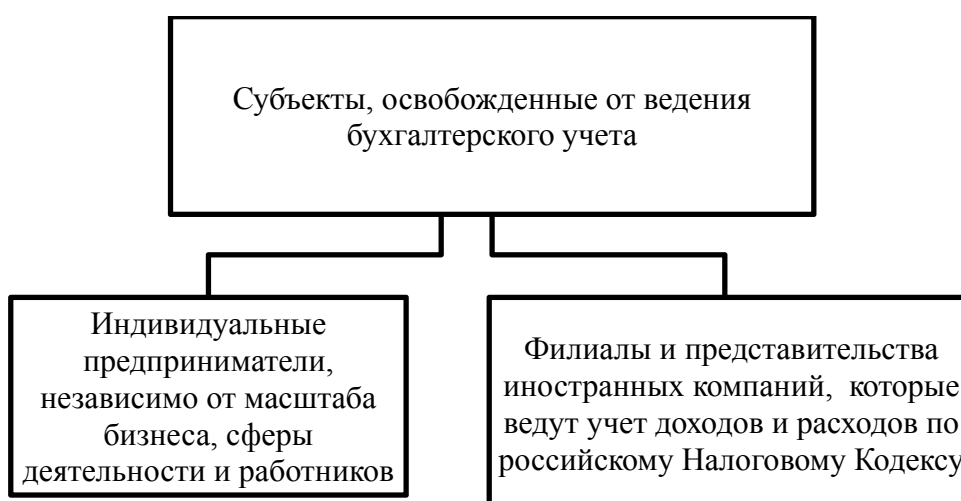 Субъекты, освобожденные от ведения
бухгалтерского учета
Индивидуальные
предприниматели,
независимо от масштаба
бизнеса, сферы
деятельности и работников
Филиалы и представительства
иностранных компаний,  которые
ведут учет доходов и расходов по
российскому Налоговому Кодексу